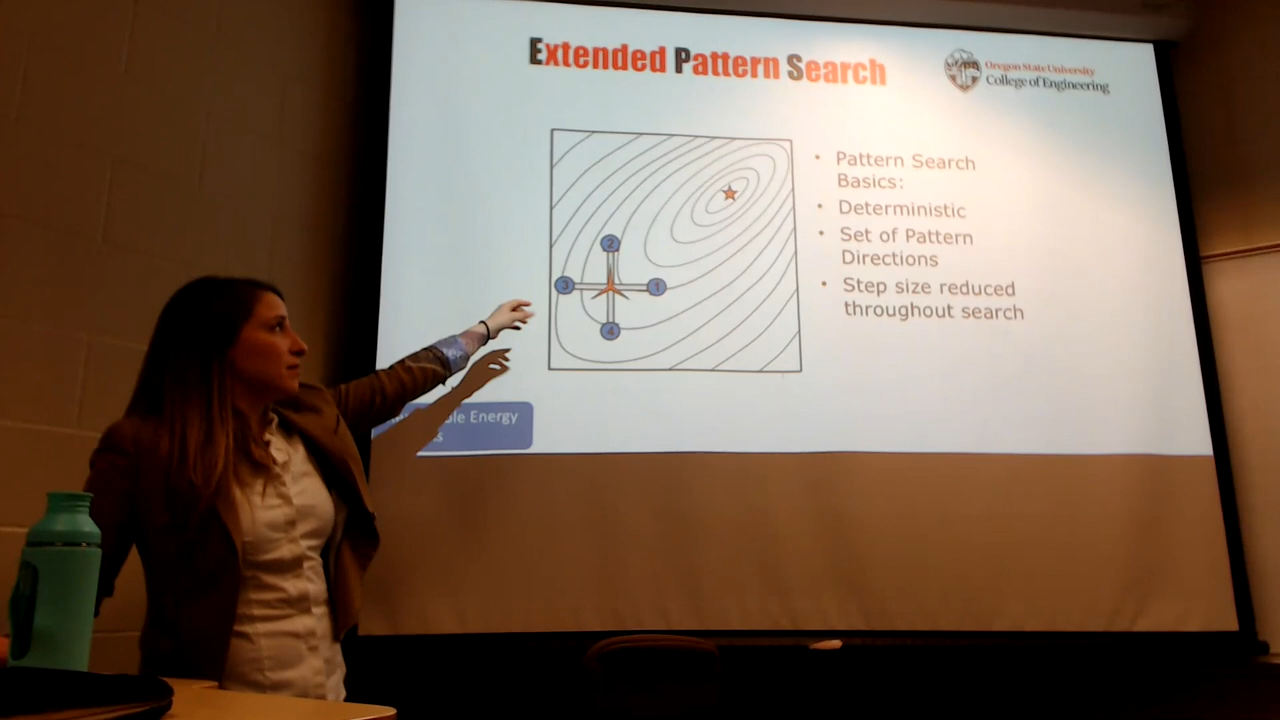 Extended Pattern Search
Oregon State University
College of Engineering
• Pattern Search
Basics:
• Deterministic
• Set of Pattern
Directions
• Step size reduced
throughout search
2
3
1
4
Energy